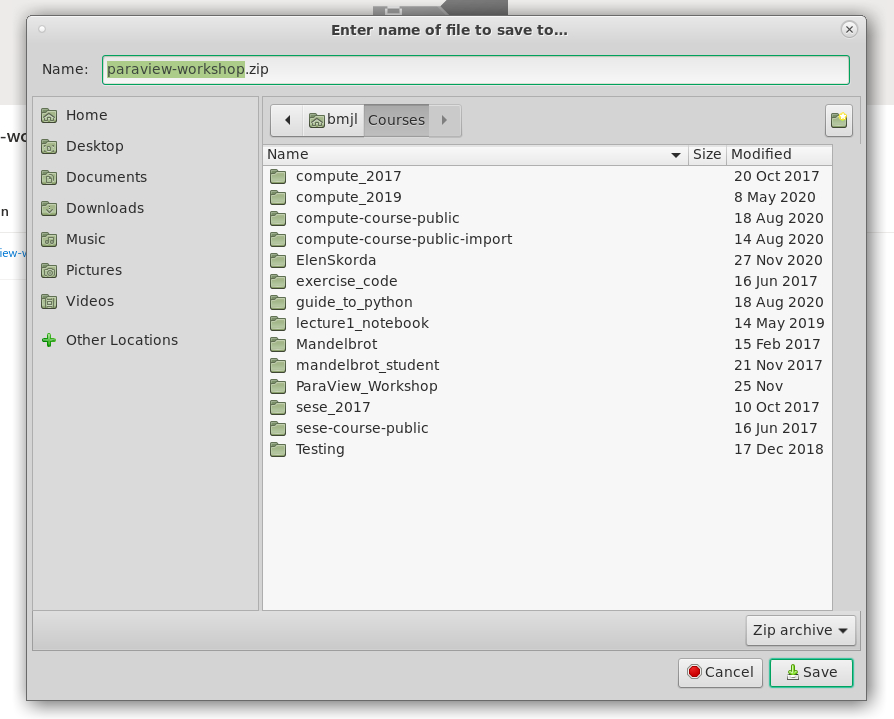 Enter name of file to save to...
Name: paraview-workshop.zip
Home
Desktop
Documents
Downloads
Music
Pictures
Videos
Other Locations
bmjl Courses
Name Size Modified
compute_2017 20 Oct 2017
compute_2019 8 May 2020
compute-course-public 18 Aug 2020
compute-course-public-import 14 Aug 2020
ElenSkorda 27 Nov 2020
exercise_code 16 Jun 2017
guide_to_python 18 Aug 2020
lecture1_notebook 14 May 2019
Mandelbrot 15 Feb 2017
mandelbrot_student 21 Nov 2017
ParaView_Workshop 25 Nov
sese_2017 10 Oct 2017
sese-course-public 16 Jun 2017
Testing 17 Dec 2018
Zip archive
Cancel Save